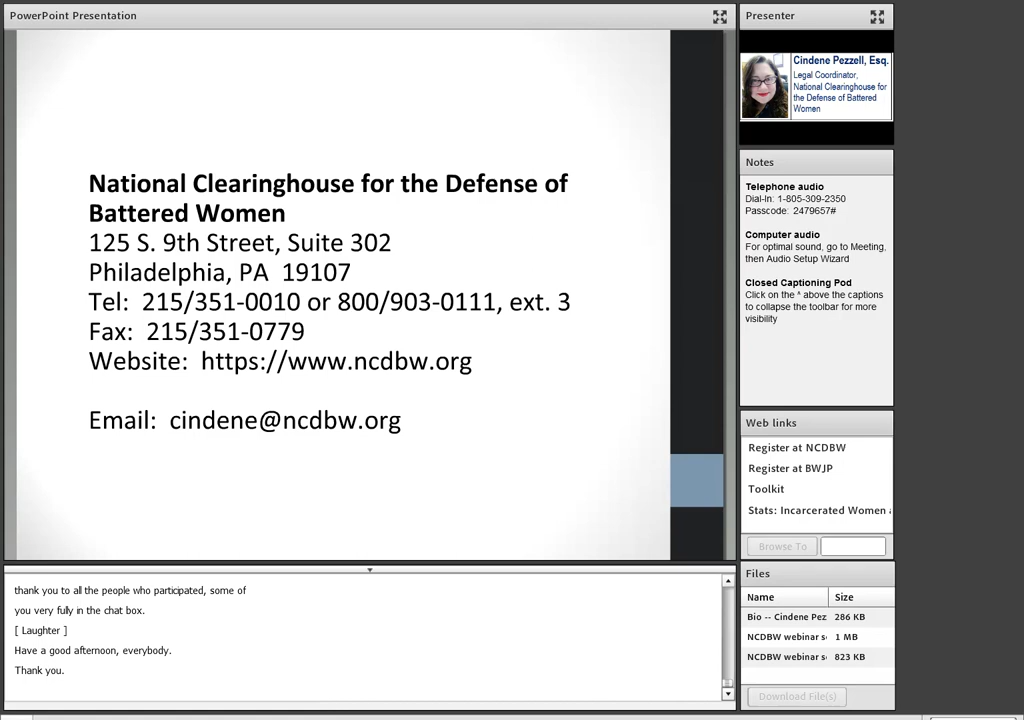 PowerPoint Presentation
National Clearinghouse for the Defense of
Battered Women
125 S. 9th Street, Suite 302
Philadelphia, PA 19107
Tel: 215/351-0010 or 800/903-0111, ext. 3
Fax: 215/351-0779
Website: https://www.ncdbw.org
Email: cindene@ncdbw.org
thank you to all the people who participated, some of
you very fully in the chat box.
[ Laughter ]
Have a good afternoon, everybody.
Thank you.
Presenter
Cindene Pezzell, Esq.
Legal Coordinator,
National Clearinghouse for
the Defense of Battered
Women
Notes
Telephone audio
Dial-In: 1-805-309-2350
Passcode: 2479657#
Computer audio
For optimal sound, go to Meeting,
then Audio Setup Wizard
Closed Captioning Pod
Click on the ^ above the captions
to collapse the toolbar for more
visibility
Web links
Register at NCDBW
Register at BWJP
Toolkit
Stats: Incarcerated Women
Browse To
Files
Name Size
Bio -- Cindene Pez 286 KB
NCDBW webinar s 1 MB
NCDBW webinar s 823 KB
Download File(s)